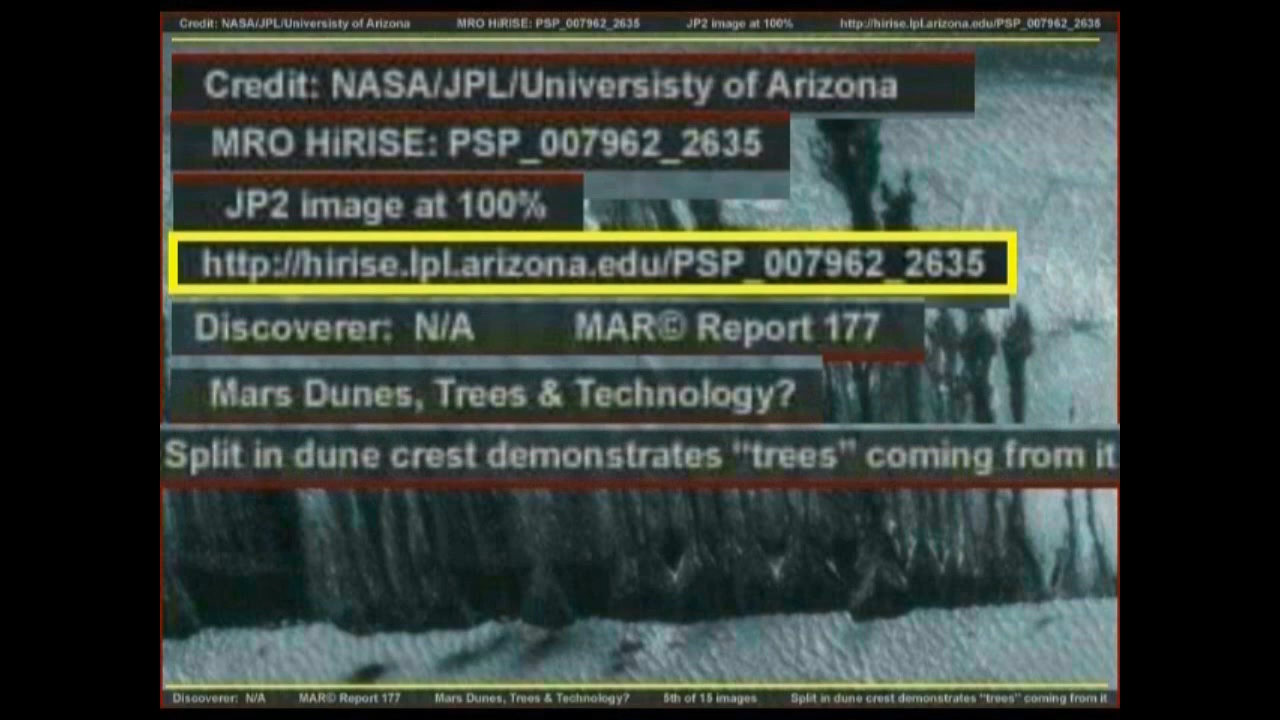 Credit: NASA/JPL/Universisty of Arizona MRO HiRISE: PSP_007962_2635 JP2 image at 100% http://hirise.lpl.arizona.edu/PSP_007962_2635
Credit: NASA/JPL/Universisty of Arizona
MRO HiRISE: PSP_007962_2635
JP2 image at 100%
http://hirise.lpl.arizona.edu/PSP_007962_2635
Discoverer: N/A MAR© Report 177
Mars Dunes, Trees & Technology?
Split in dune crest demonstrates “trees” coming from it
Discoverer: N/A MAR© Report 177 Mars Dunes, Trees & Technology? 5th of 15 images Split in dune crest demonstrates “trees” coming from it